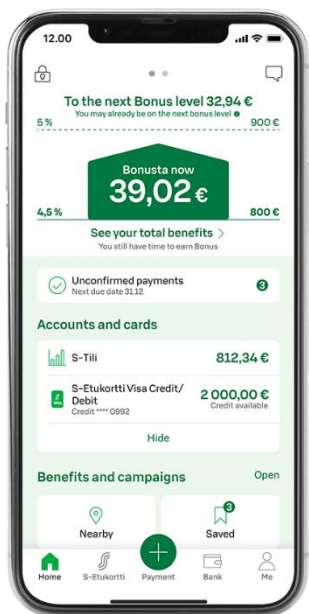 12.00
To the next Bonus level 32,94 €
You may already be on the next bonus level
5 %
900 €
Bonusta now
39,02 €
4,5 %
800 €
See your total benefits
You still have time to earn Bonus
Unconfirmed payments
Next due date 31.12
3
Accounts and cards
S-Tili
812,34 €
S-Etukortti Visa Credit/
Debit
Credit **** 0992
2 000,00 €
Credit available
VISA
Hide
Benefits and campaigns
Open
Nearby
3
Saved
Home
S-Etukortti
Payment
Bank
Me